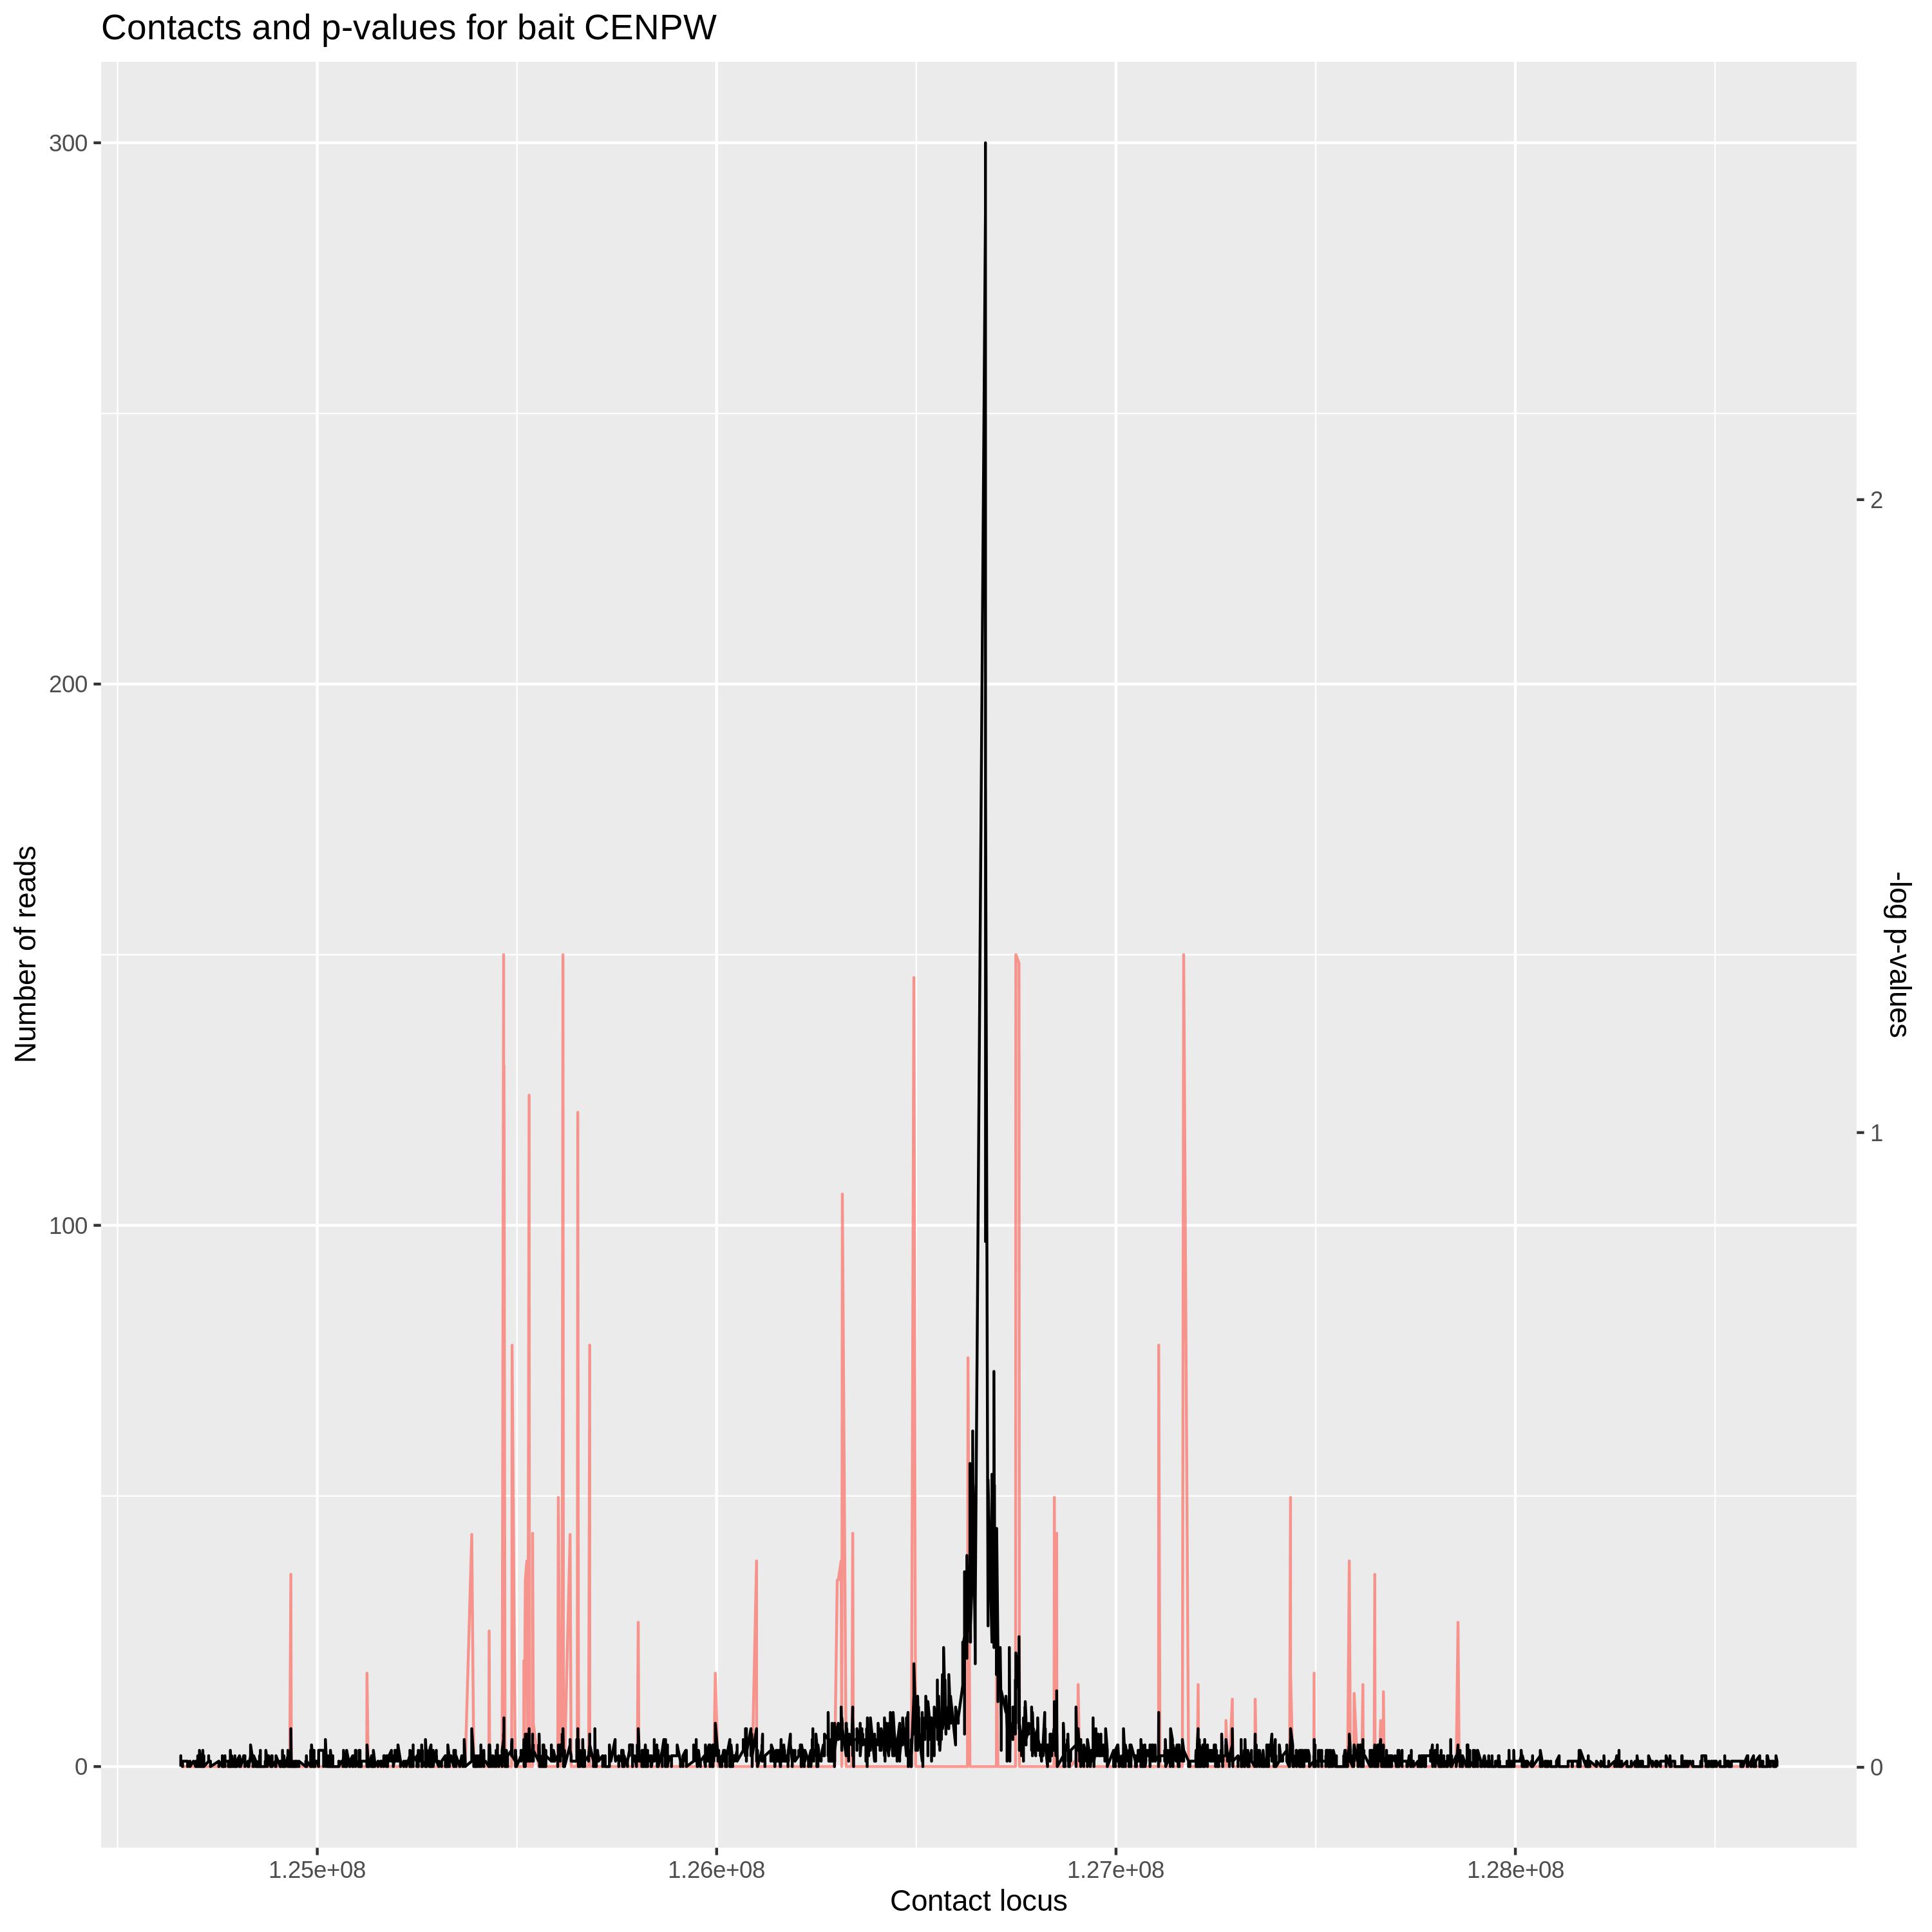 Contacts and p-values for bait CENPW
300
200
100
0
Number of reads
2
1
0
-log p-values
1.25e+08
1.26e+08
1.27e+08
1.28e+08
Contact locus